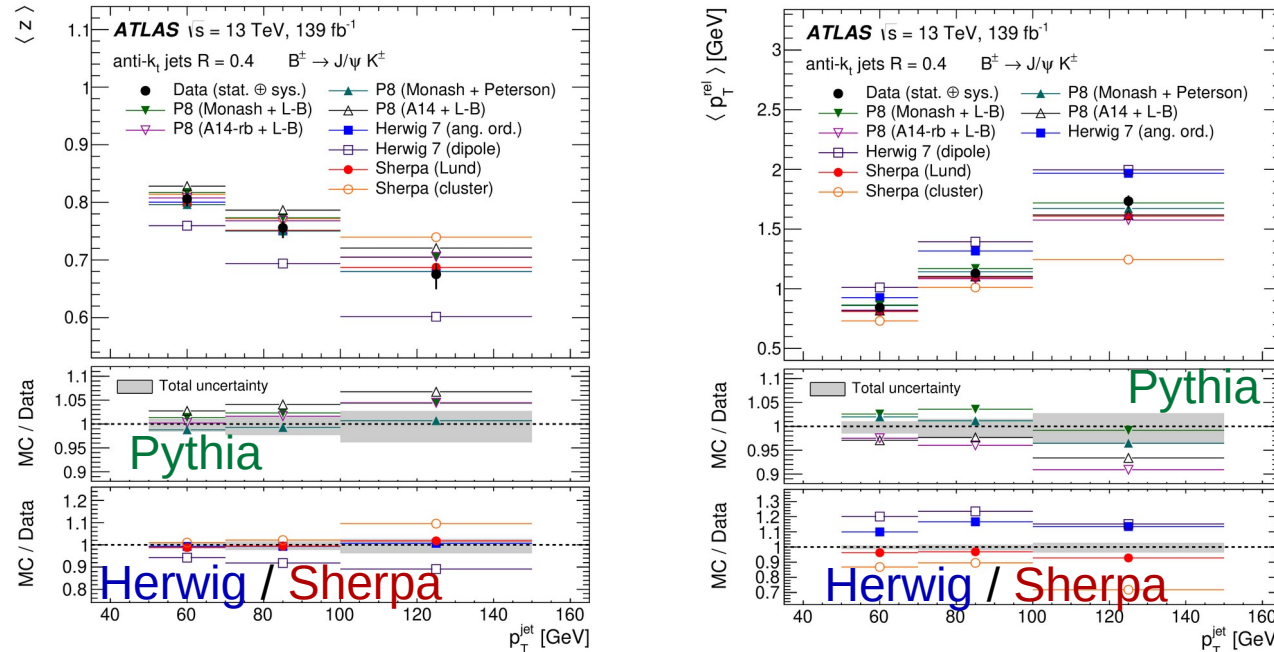 ⟨ z ⟩
1.1
1
0.9
0.8
0.7
0.6
ATLAS √s = 13 TeV, 139 fb⁻¹
anti-kₜ jets R = 0.4 B± → J/ψ K±
Data (stat. ⊕ sys.)
P8 (Monash + L-B)
P8 (A14-rb + L-B)
P8 (Monash + Peterson)
P8 (A14 + L-B)
Herwig 7 (ang. ord.)
Herwig 7 (dipole)
Sherpa (Lund)
Sherpa (cluster)
MC / Data
1.1
1.05
1
0.95
0.9
Total uncertainty
Pythia
MC / Data
1.2
1.1
1
0.9
0.8
Herwig / Sherpa
40 60 80 100 120 140 160
p_T^jet [GeV]
⟨ p_T^rel ⟩ [GeV]
3
2.5
2
1.5
1
0.5
ATLAS √s = 13 TeV, 139 fb⁻¹
anti-kₜ jets R = 0.4 B± → J/ψ K±
Data (stat. ⊕ sys.)
P8 (Monash + L-B)
P8 (A14-rb + L-B)
Herwig 7 (dipole)
Sherpa (Lund)
Sherpa (cluster)
P8 (Monash + Peterson)
P8 (A14 + L-B)
Herwig 7 (ang. ord.)
MC / Data
1.1
1.05
1
0.95
0.9
Total uncertainty
Pythia
MC / Data
1.3
1.2
1.1
1
0.9
0.8
0.7
Herwig / Sherpa
40 60 80 100 120 140 160
p_T^jet [GeV]